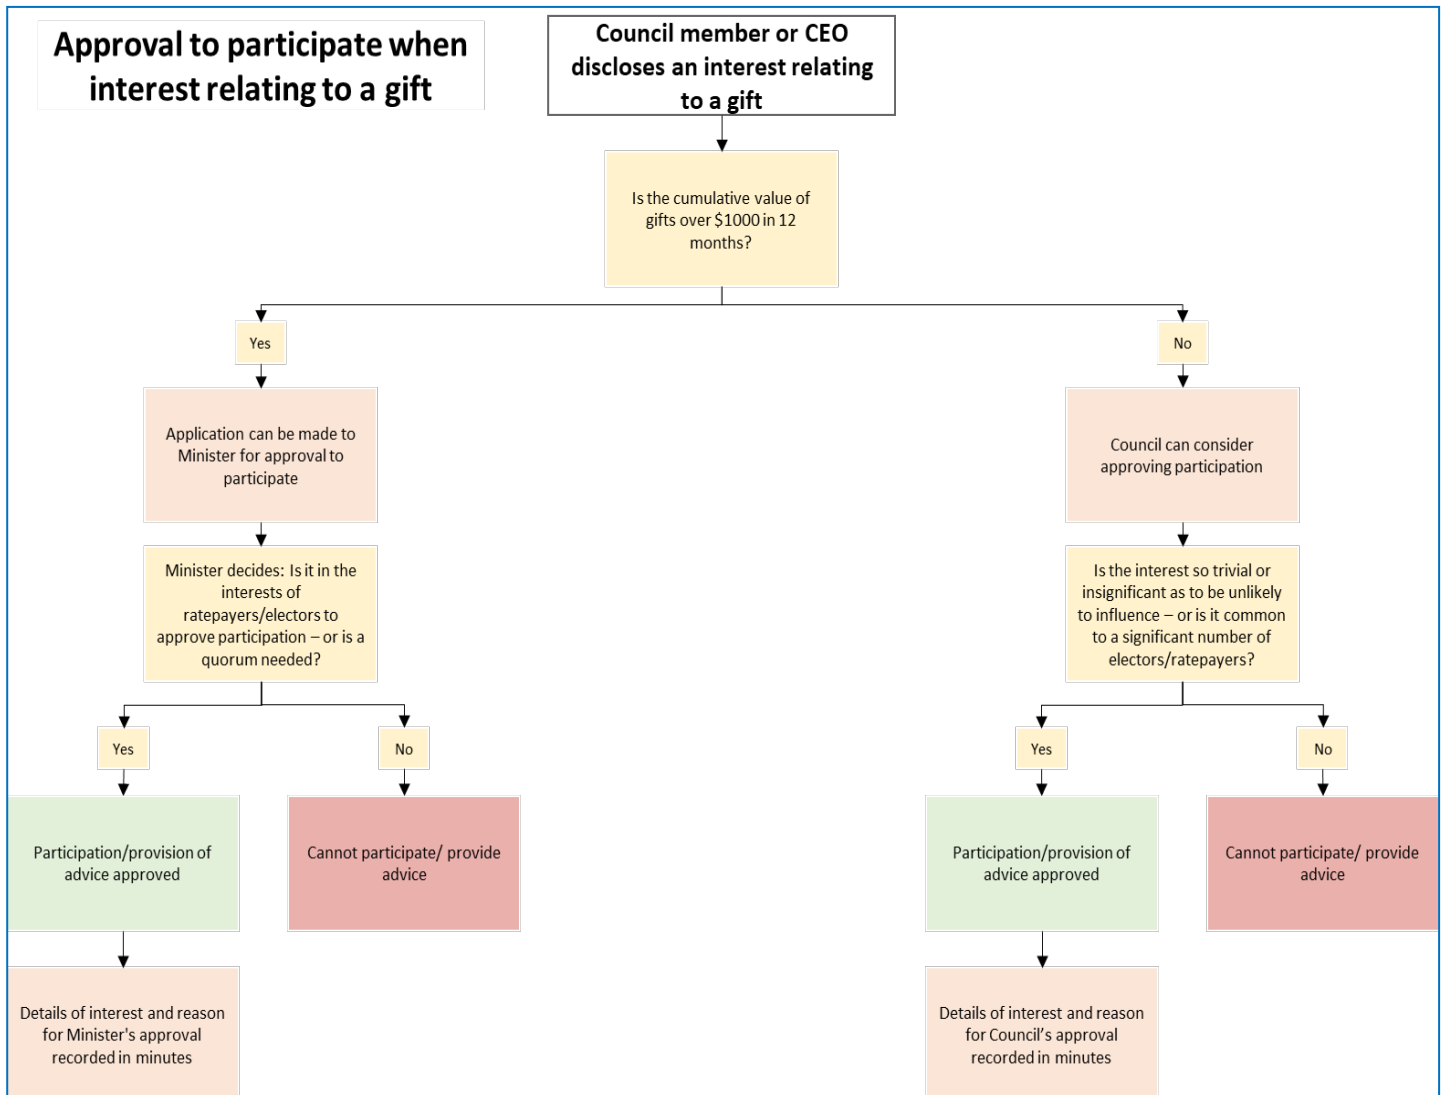 Approval to participate when
interest relating to a gift
Council member or CEO
discloses an interest relating
to a gift
Is the cumulative value of
gifts over $1000 in 12
months?
Yes
No
Application can be made to
Minister for approval to
participate
Council can consider
approving participation
Minister decides: Is it in the
interests of
ratepayers/electors to
approve participation – or is a
quorum needed?
Is the interest so trivial or
insignificant as to be unlikely
to influence – or is it common
to a significant number of
electors/ratepayers?
Yes
No
Yes
No
Participation/provision of
advice approved
Cannot participate/ provide
advice
Participation/provision of
advice approved
Cannot participate/ provide
advice
Details of interest and reason
for Minister's approval
recorded in minutes
Details of interest and reason
for Council’s approval
recorded in minutes